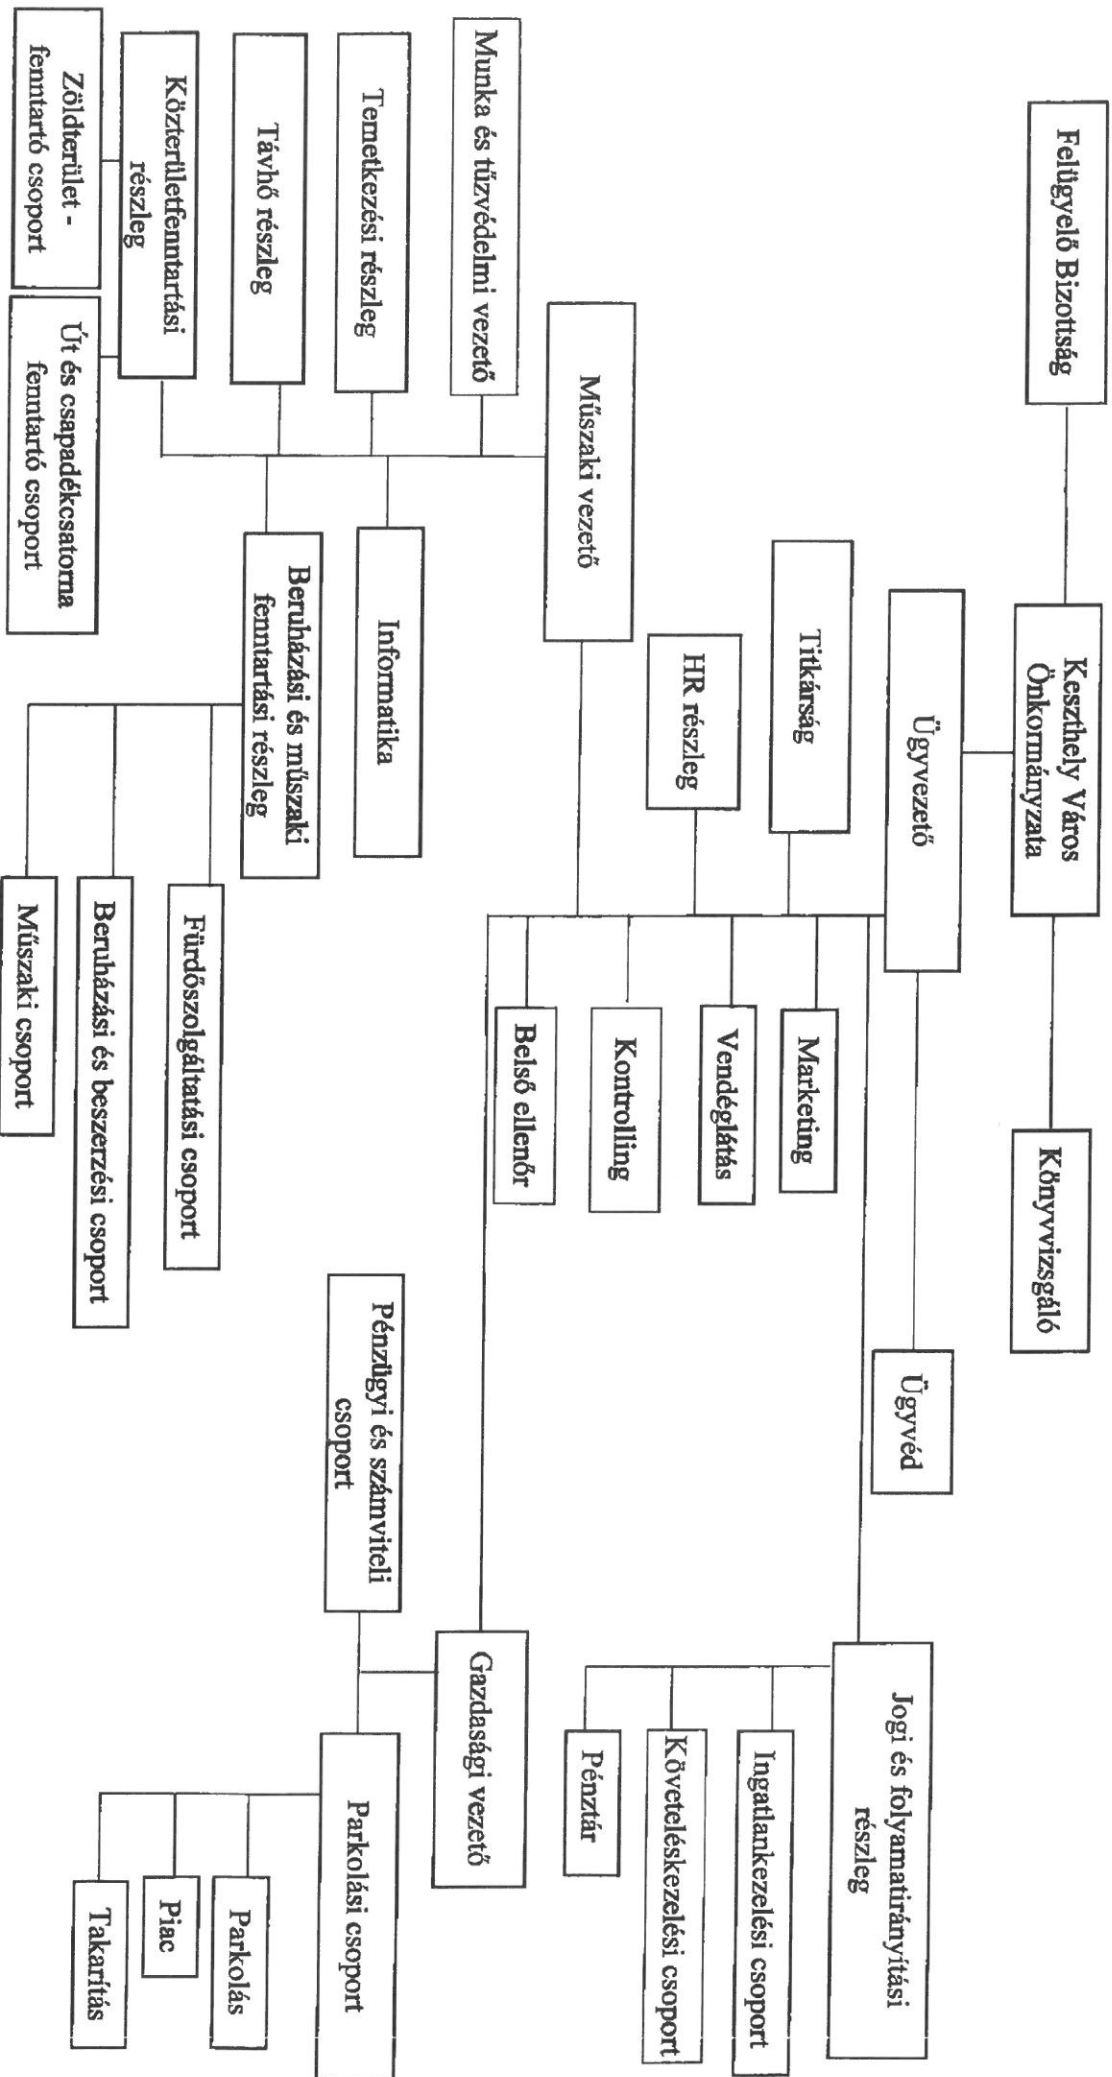 Felügyelő Bizottság
Keszthely Város
Önkormányzata
Könyvizsgáló
Ügyvezető
Ügyvéd
Titkárság
Marketing
HR részleg
Vendéglátás
Kontrolling
Belső ellenőr
Jogi és folyamatirányítási
részleg
Ingatlankezelési csoport
Követeléskezelési csoport
Pénztár
Műszaki vezető
Gazdasági vezető
Munka és tűzvédelmi vezető
Temetkezési részleg
Távhő részleg
Közterületfenntartási
részleg
Zöldterület -
fenntartó csoport
Út és csapadékcsatorna
fenntartó csoport
Informatika
Beruházási és műszaki
fenntartási részleg
Fürdőszolgáltatási csoport
Beruházási és beszerzési csoport
Műszaki csoport
Pénzügyi és számviteli
csoport
Parkolási csoport
Parkolás
Piac
Takarítás